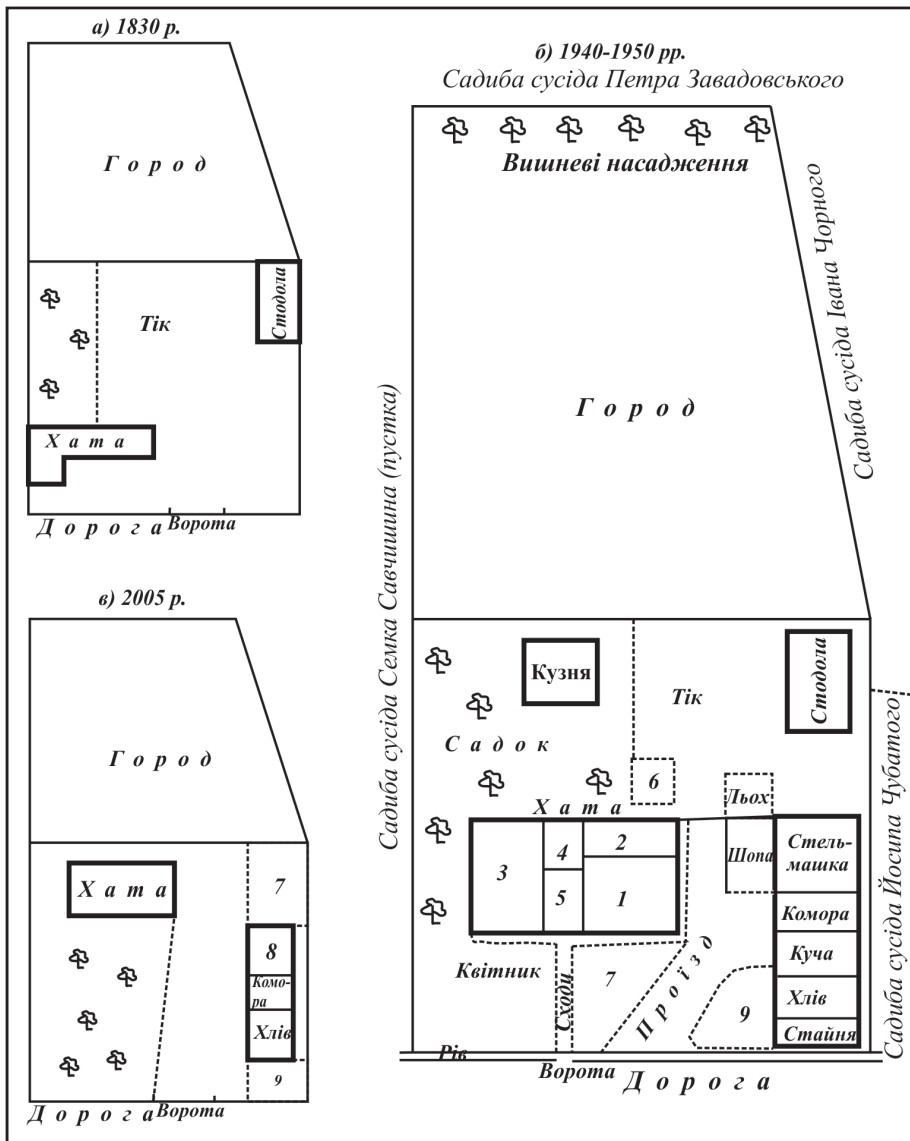 а) 1830 р.
Город
Тік
Стодола
Хата
Дорога
Ворота
б) 1940-1950 рр.
Садиба сусіда Петра Завадовського
Вишневі насадження
Город
Садиба сусіда Івана Чорного
Садиба сусіда Семка Савчишина (пустка)
Кузня
Тік
Стодола
Садок
6
Льох
Хата
3
4
2
5
1
Шопа
Стель-
машка
Комора
Куча
Хлів
Стайня
Садиба сусіда Йосипа Чубатого
Квітник
Сходи
7
Проїзд
9
Рів
Ворота
Дорога
в) 2005 р.
Город
Хата
7
8
Комо-
ра
Хлів
9
Дорога
Ворота